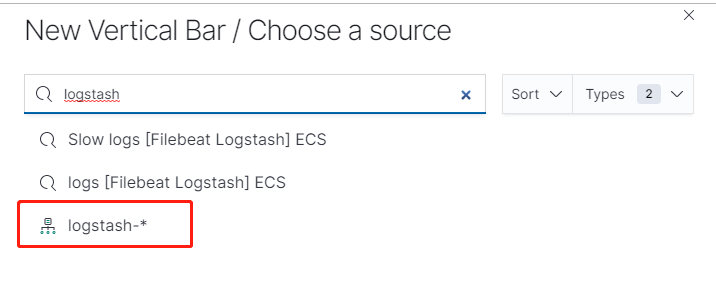 New Vertical Bar / Choose a source
logstash
Sort
Types 2
Slow logs [Filebeat Logstash] ECS
logs [Filebeat Logstash] ECS
logstash-*